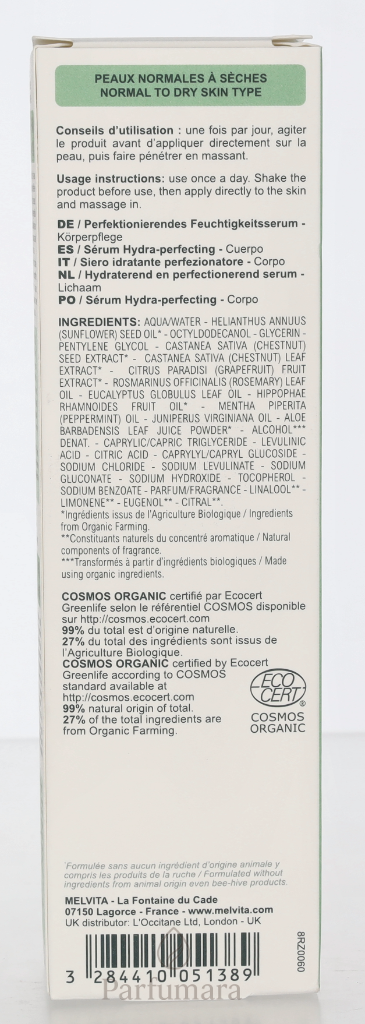 PEAUX NORMALES À SÈCHES
NORMAL TO DRY SKIN TYPE
Conseils d'utilisation : une fois par jour, agiter
le produit avant d'appliquer directement sur la
peau, puis faire pénétrer en massant.
Usage instructions: use once a day. Shake the
product before use, then apply directly to the skin
and massage in.
DE / Perfektionierendes Feuchtigkeitsserum -
Körperpflege
ES / Sérum Hydra-perfecting - Cuerpo
IT / Siero idratante perfezionatore - Corpo
NL / Hydraterend en perfectionerend serum -
Lichaam
PO / Sérum Hydra-perfecting - Corpo
INGREDIENTS: AQUA/WATER - HELIANTHUS ANNUUS
(SUNFLOWER) SEED OIL* - OCTYLDODECANOL - GLYCERIN -
PENTYLENE GLYCOL - CASTANEA SATIVA (CHESTNUT)
SEED EXTRACT* - CASTANEA SATIVA (CHESTNUT) LEAF
EXTRACT* - CITRUS PARADISI (GRAPEFRUIT) FRUIT
EXTRACT* - ROSMARINUS OFFICINALIS (ROSEMARY) LEAF
OIL - EUCALYPTUS GLOBULUS LEAF OIL - HIPPOPHAE
RHAMNOIDES FRUIT OIL* - MENTHA PIPERITA
(PEPPERMINT) OIL - JUNIPERUS VIRGINIANA OIL - ALOE
BARBADENSIS LEAF JUICE POWDER* - ALCOHOL***
DENAT. - CAPRYLIC/CAPRIC TRIGLYCERIDE - LEVULINIC
ACID - CITRIC ACID - CAPRYLYL/CAPRYL GLUCOSIDE -
SODIUM CHLORIDE - SODIUM LEVULINATE - SODIUM
GLUCONATE - SODIUM HYDROXIDE - TOCOPHEROL -
SODIUM BENZOATE - PARFUM/FRAGRANCE - LINALOOL** -
LIMONENE** - EUGENOL** - CITRAL**.
*Ingrédients issus de l'Agriculture Biologique / Ingredients
from Organic Farming.
**Constituants naturels du concentré aromatique / Natural
components of fragrance.
***Transformés à partir d'ingrédients biologiques / Made
using organic ingredients.
COSMOS ORGANIC certifié par Ecocert
Greenlife selon le référentiel COSMOS disponible
sur http://cosmos.ecocert.com
99% du total est d'origine naturelle.
27% du total des ingrédients sont issus de
l'Agriculture Biologique.
COSMOS ORGANIC certified by Ecocert
Greenlife according to COSMOS
standard available at
http://cosmos.ecocert.com
99% natural origin of total.
27% of the total ingredients are
from Organic Farming.
ECO
CERT®
COSMOS
ORGANIC
Formulée sans aucun ingrédient d'origine animale y
compris les produits de la ruche / Formulated without
ingredients from animal origin even bee-hive products.
MELVITA - La Fontaine du Cade
07150 Lagorce - France - www.melvita.com
UK distributor: L'Occitane Ltd, London - UK
8RZ0060
3 284410 051389
Parfumara